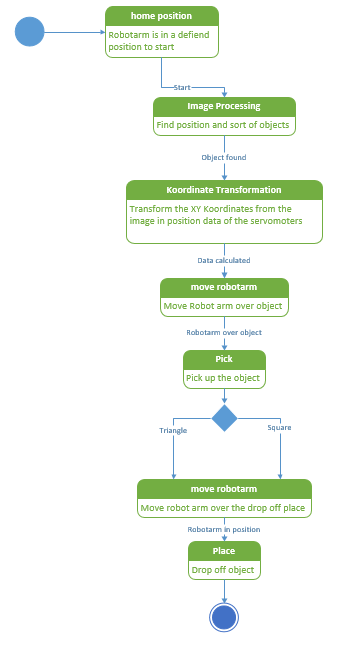 home position
Robotarm is in a defiend
position to start
Start
Image Processing
Find position and sort of objects
Object found
Koordinate Transformation
Transform the XY Koordinates from the
image in position data of the servomoters
Data calculated
move robotarm
Move Robot arm over object
Robotarm over object
Pick
Pick up the object
Triangle
Square
move robotarm
Move robot arm over the drop off place
Robotarm in position
Place
Drop off object